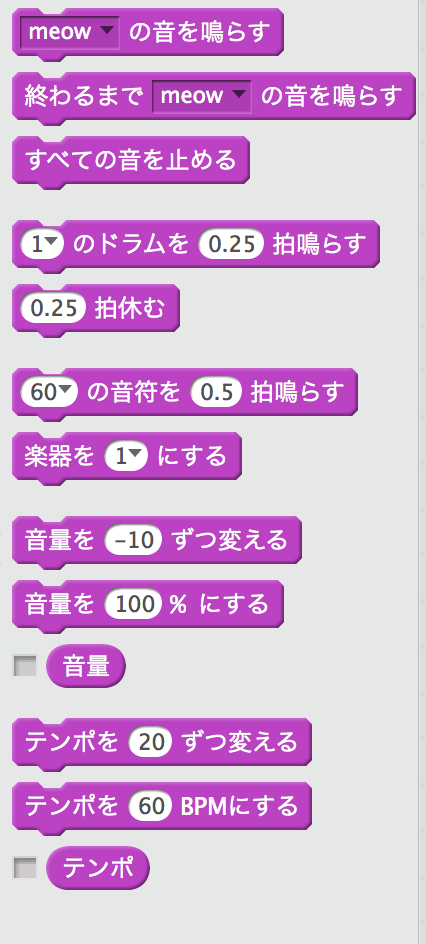 meow の音を鳴らす
終わるまで meow の音を鳴らす
すべての音を止める
1 のドラムを 0.25 拍鳴らす
0.25 拍休む
60 の音符を 0.5 拍鳴らす
楽器を 1 にする
音量を -10 ずつ変える
音量を 100 % にする
音量
テンポを 20 ずつ変える
テンポを 60 BPMにする
テンポ